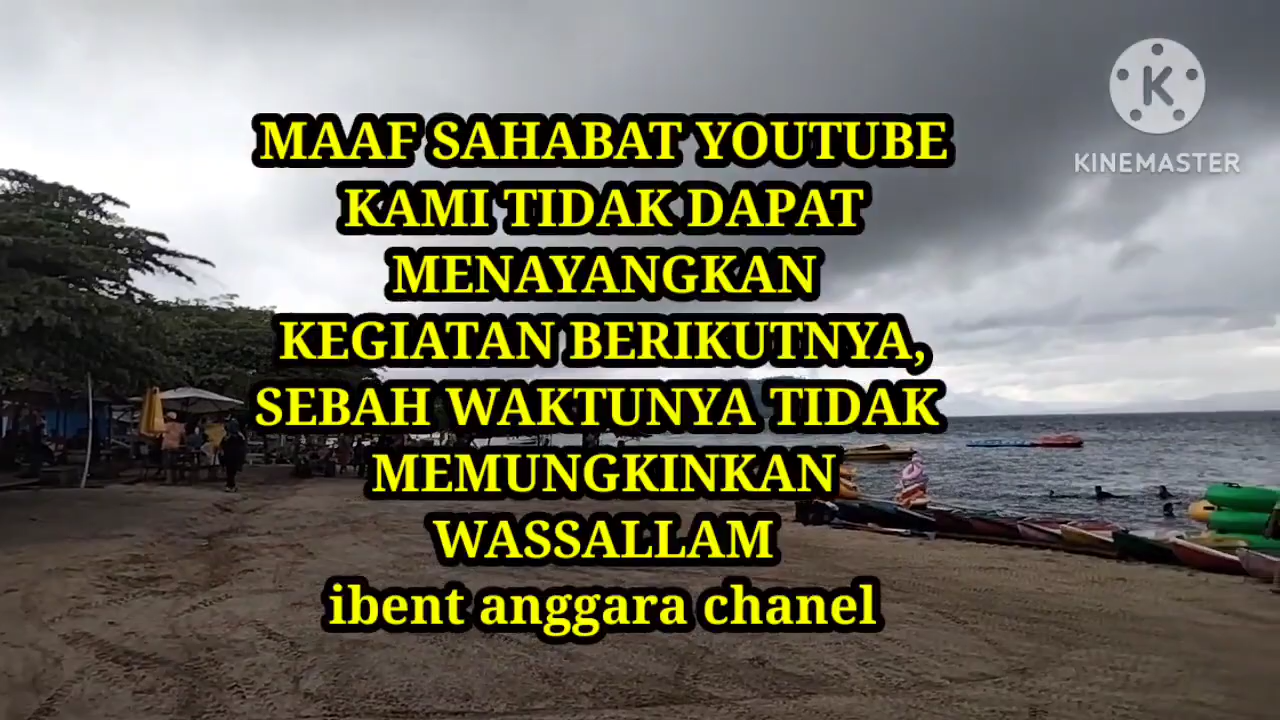 MAAF SAHABAT YOUTUBE
KAMI TIDAK DAPAT
MENAYANGKAN
KEGIATAN BERIKUTNYA,
SEBAH WAKTUNYA TIDAK
MEMUNGKINKAN
WASSALLAM
ibent anggara chanel
KINEMASTER